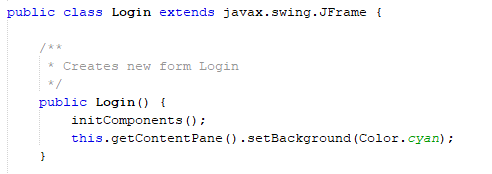 public class Login extends javax.swing.JFrame {
/**
* Creates new form Login
*/
public Login() {
initComponents();
this.getContentPane().setBackground(Color.cyan);
}